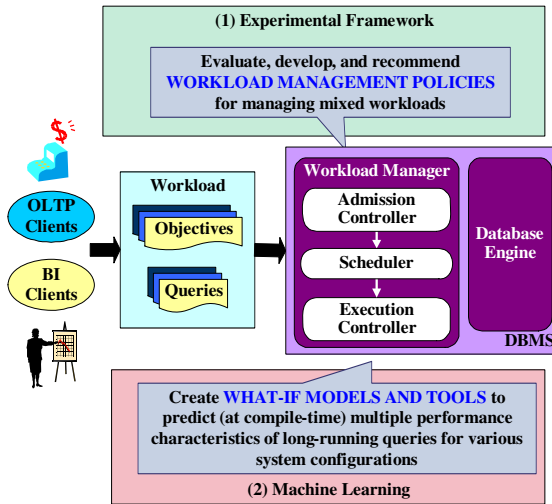 (1) Experimental Framework
Evaluate, develop, and recommend
WORKLOAD MANAGEMENT POLICIES
for managing mixed workloads
$
OLTP
Clients
BI
Clients
Workload
Objectives
Queries
Workload Manager
Admission
Controller
Scheduler
Execution
Controller
Database
Engine
DBMS
Create WHAT-IF MODELS AND TOOLS to
predict (at compile-time) multiple performance
characteristics of long-running queries for various
system configurations
(2) Machine Learning